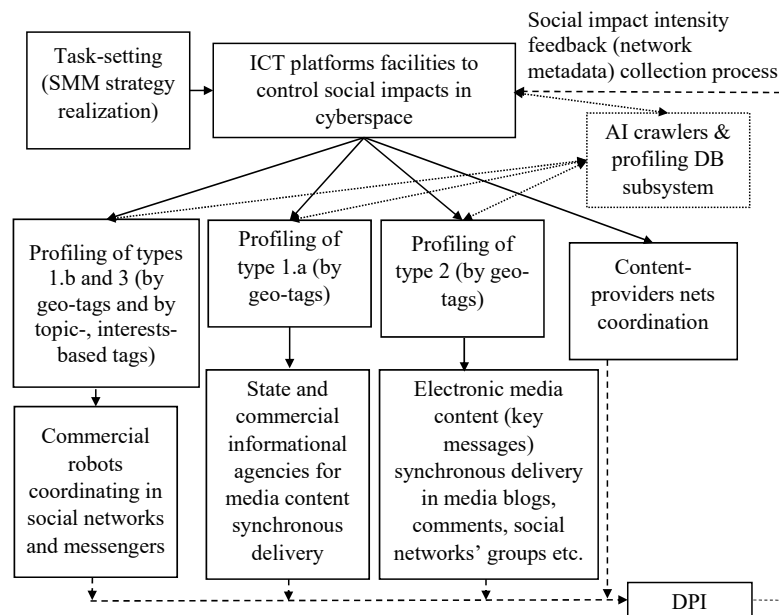 Task-setting
(SMM strategy
realization)
ICT platforms facilities to
control social impacts in
cyberspace
Social impact intensity
feedback (network
metadata) collection process
AI crawlers &
profiling DB
subsystem
Profiling of types
1.b and 3 (by
geo-tags and by
topic-, interests-
based tags)
Profiling of
type 1.a (by
geo-tags)
Profiling of
type 2 (by geo-
tags)
Content-
providers nets
coordination
Commercial
robots
coordinating in
social networks
and messengers
State and
commercial
informational
agencies for
media content
synchronous
delivery
Electronic media
content (key
messages)
synchronous delivery
in media blogs,
comments, social
networks’ groups etc.
DPI